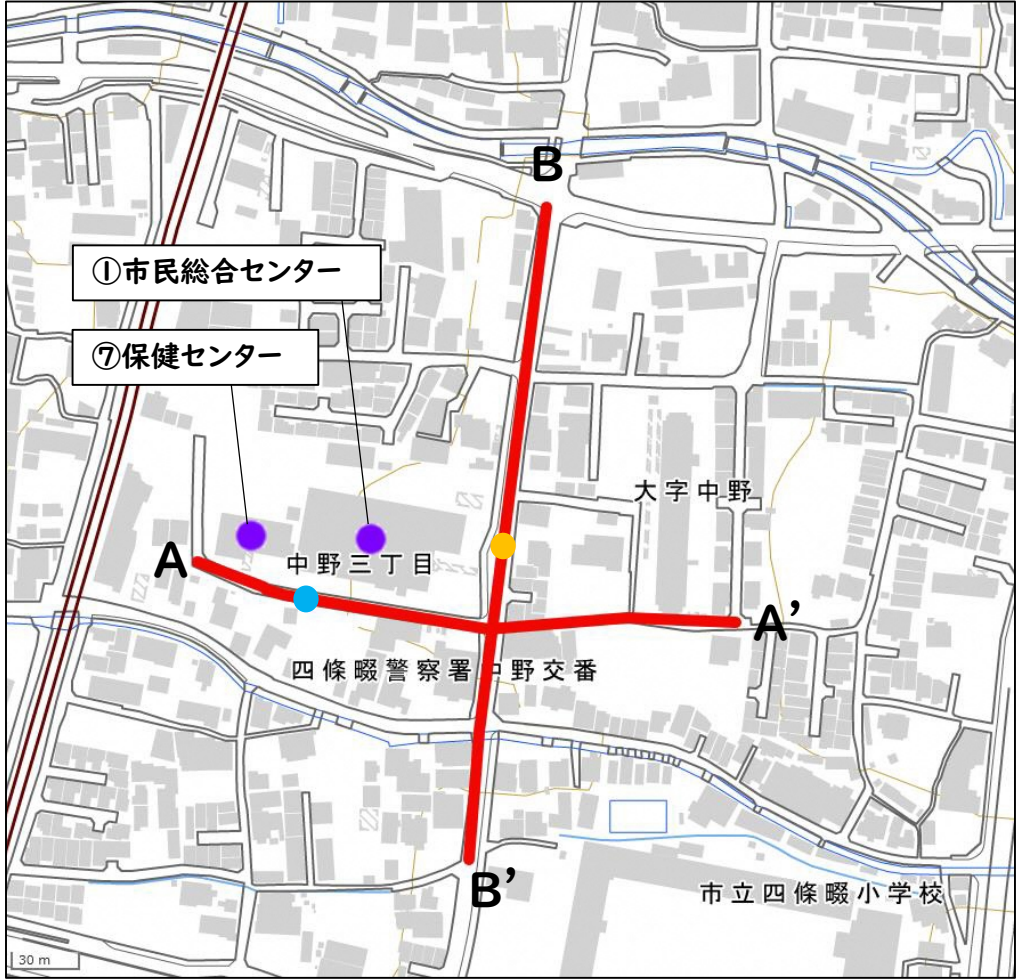 B
①市民総合センター
⑦保健センター
大字中野
A
中野三丁目
A’
四條畷警察署中野交番
B’
市立四條畷小学校
30 m